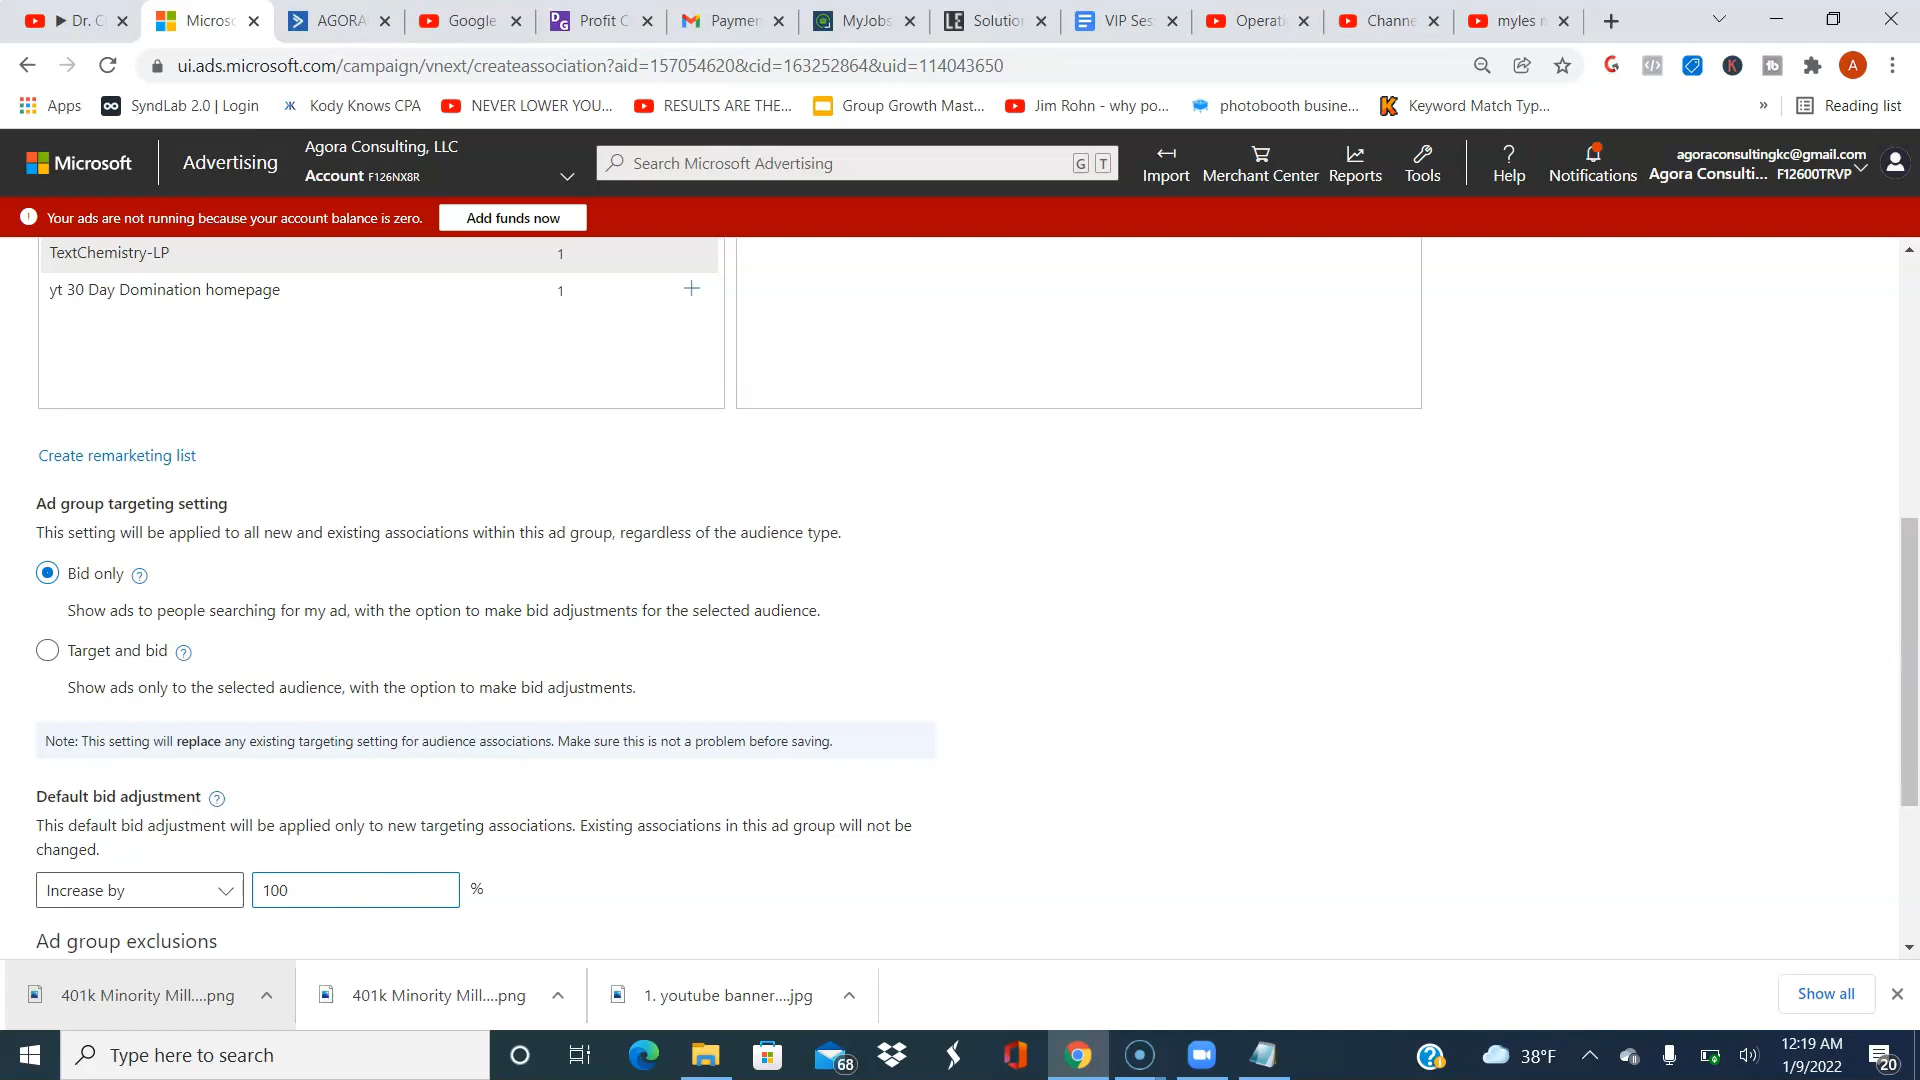 ▶ Dr. C
Microsc
AGORA
Google
Profit C
Paymen
MyJobs
Solution
VIP Ses
Operati
Channe
myles n
ui.ads.microsoft.com/campaign/vnext/createassociation?aid=157054620&cid=163252864&uid=114043650
A
Apps
SyndLab 2.0 | Login
Kody Knows CPA
NEVER LOWER YOU...
RESULTS ARE THE...
Group Growth Mast...
Jim Rohn - why po...
photobooth busine...
Keyword Match Typ...
»
Reading list
Microsoft
Advertising
Agora Consulting, LLC
Account F126NX8R
Search Microsoft Advertising
G T
Import
Merchant Center
Reports
Tools
Help
Notifications
agoraconsultingkc@gmail.com
Agora Consulti... F12600TRVP
Your ads are not running because your account balance is zero.
Add funds now
TextChemistry-LP 1
yt 30 Day Domination homepage 1
Create remarketing list
Ad group targeting setting
This setting will be applied to all new and existing associations within this ad group, regardless of the audience type.
Bid only
Show ads to people searching for my ad, with the option to make bid adjustments for the selected audience.
Target and bid
Show ads only to the selected audience, with the option to make bid adjustments.
Note: This setting will replace any existing targeting setting for audience associations. Make sure this is not a problem before saving.
Default bid adjustment
This default bid adjustment will be applied only to new targeting associations. Existing associations in this ad group will not be
changed.
Increase by 100 %
Ad group exclusions
401k Minority Mill....png
401k Minority Mill....png
1. youtube banner....jpg
Show all
Type here to search
68
38°F
12:19 AM
1/9/2022
20